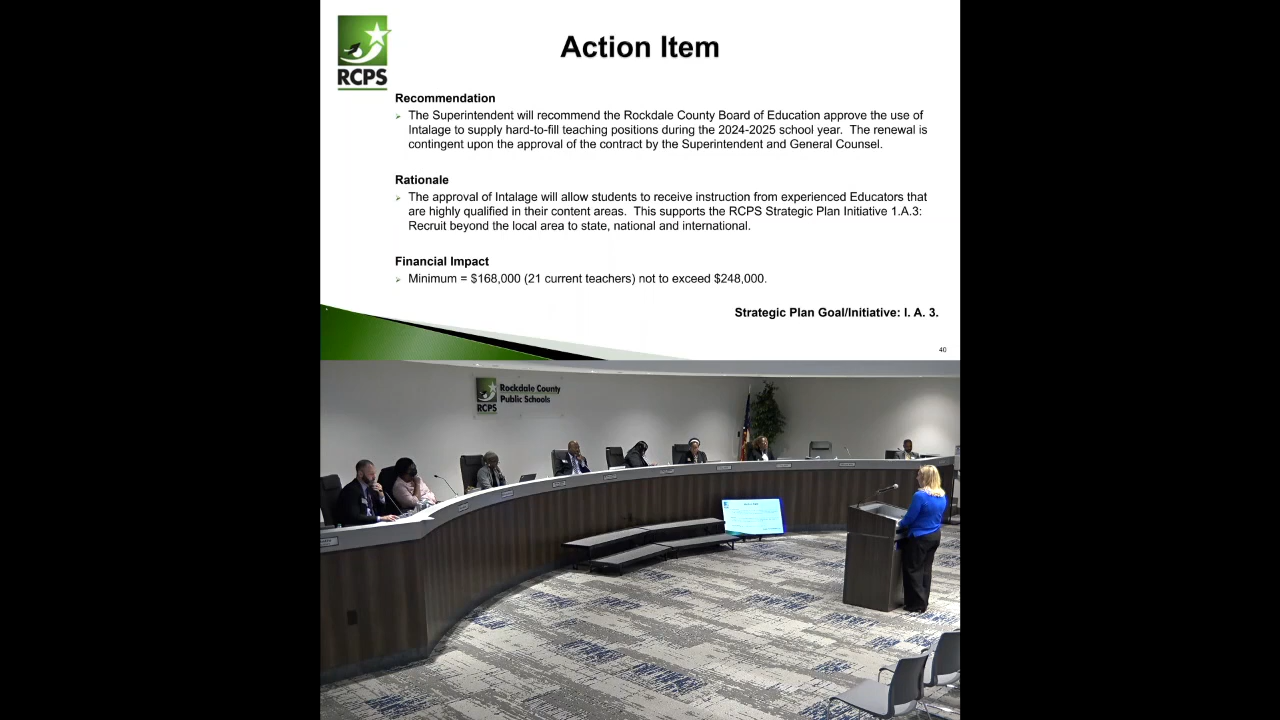 RCPS
Action Item
Recommendation
The Superintendent will recommend the Rockdale County Board of Education approve the use of
Intalage to supply hard-to-fill teaching positions during the 2024-2025 school year. The renewal is
contingent upon the approval of the contract by the Superintendent and General Counsel.
Rationale
The approval of Intalage will allow students to receive instruction from experienced Educators that
are highly qualified in their content areas. This supports the RCPS Strategic Plan Initiative 1.A.3:
Recruit beyond the local area to state, national and international.
Financial Impact
Minimum = $168,000 (21 current teachers) not to exceed $248,000.
Strategic Plan Goal/Initiative: I. A. 3.
40
RCPS
Rockdale County
Public Schools